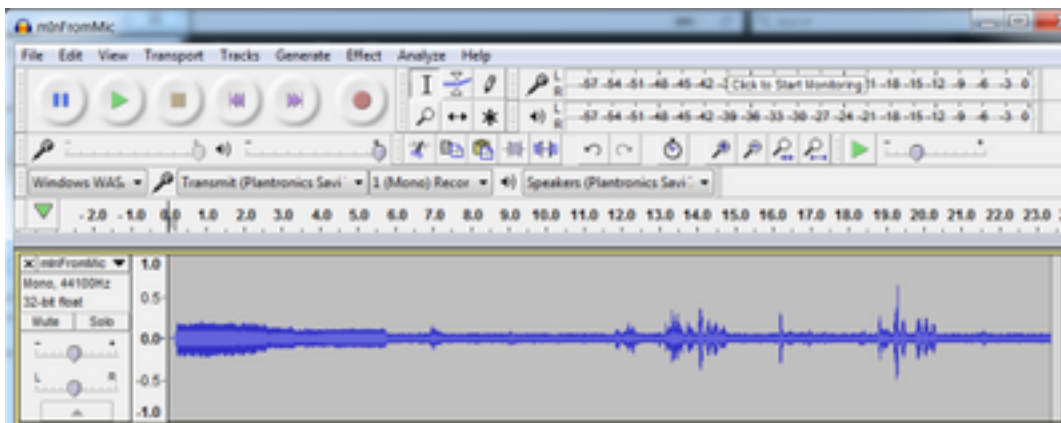 mInFromMic
File Edit View Transport Tracks Generate Effect Analyze Help
L
R
-57 -54 -51 -48 -45 -42 Click to Start Monitoring -18 -15 -12 -9 -6 -3 0
L
R
-57 -54 -51 -48 -45 -42 -39 -36 -33 -30 -27 -24 -21 -18 -15 -12 -9 -6 -3 0
Windows WAS. Transmit (Plantronics Savi 1 (Mono) Recor Speakers (Plantronics Savi
-2.0 -1.0 0.0 1.0 2.0 3.0 4.0 5.0 6.0 7.0 8.0 9.0 10.0 11.0 12.0 13.0 14.0 15.0 16.0 17.0 18.0 19.0 20.0 21.0 22.0 23.0
mInFromMic 1.0
Mono, 44100Hz
32-bit float 0.5
Mute Solo
- + 0.0
L R -0.5
-1.0